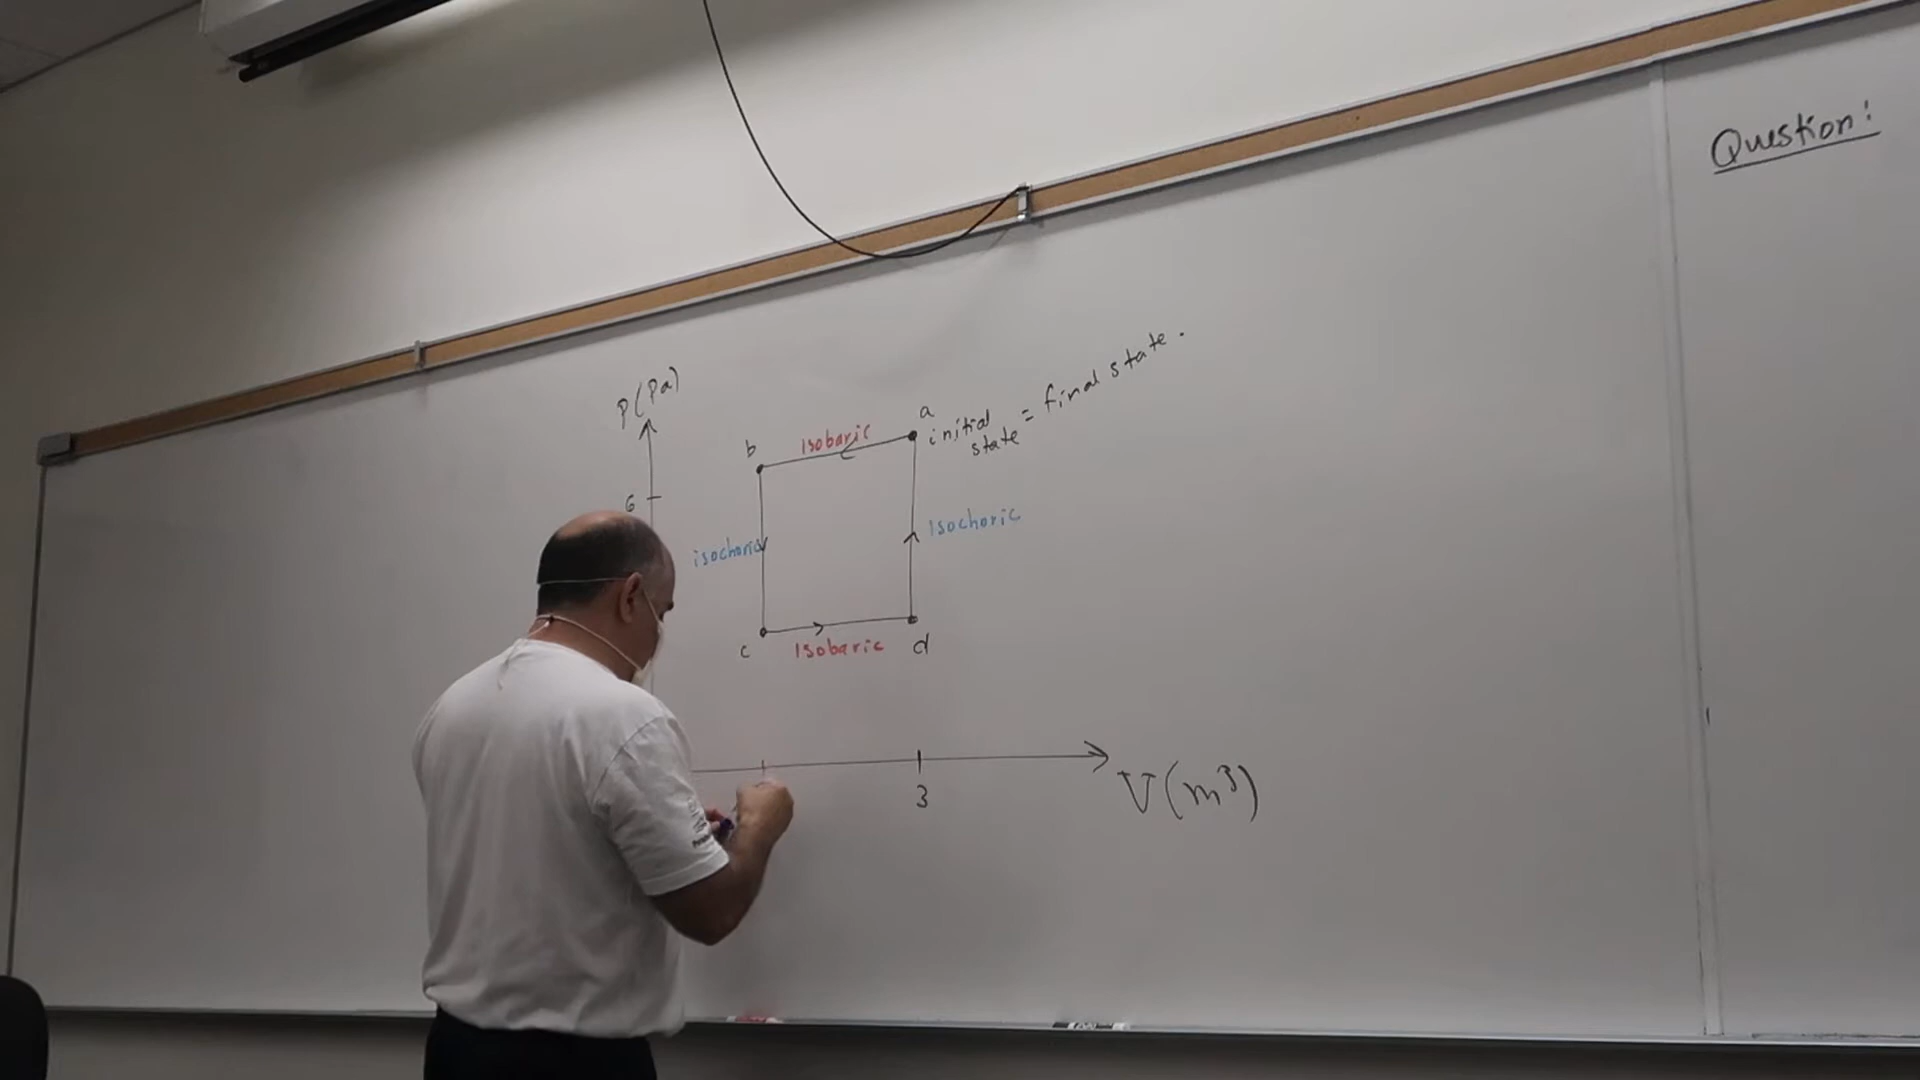 Question:
P(Pa)
a
initial state = final state.
b
Isobaric
6
Isochoric
isochoric
c
Isobaric
d
3
V(m³)